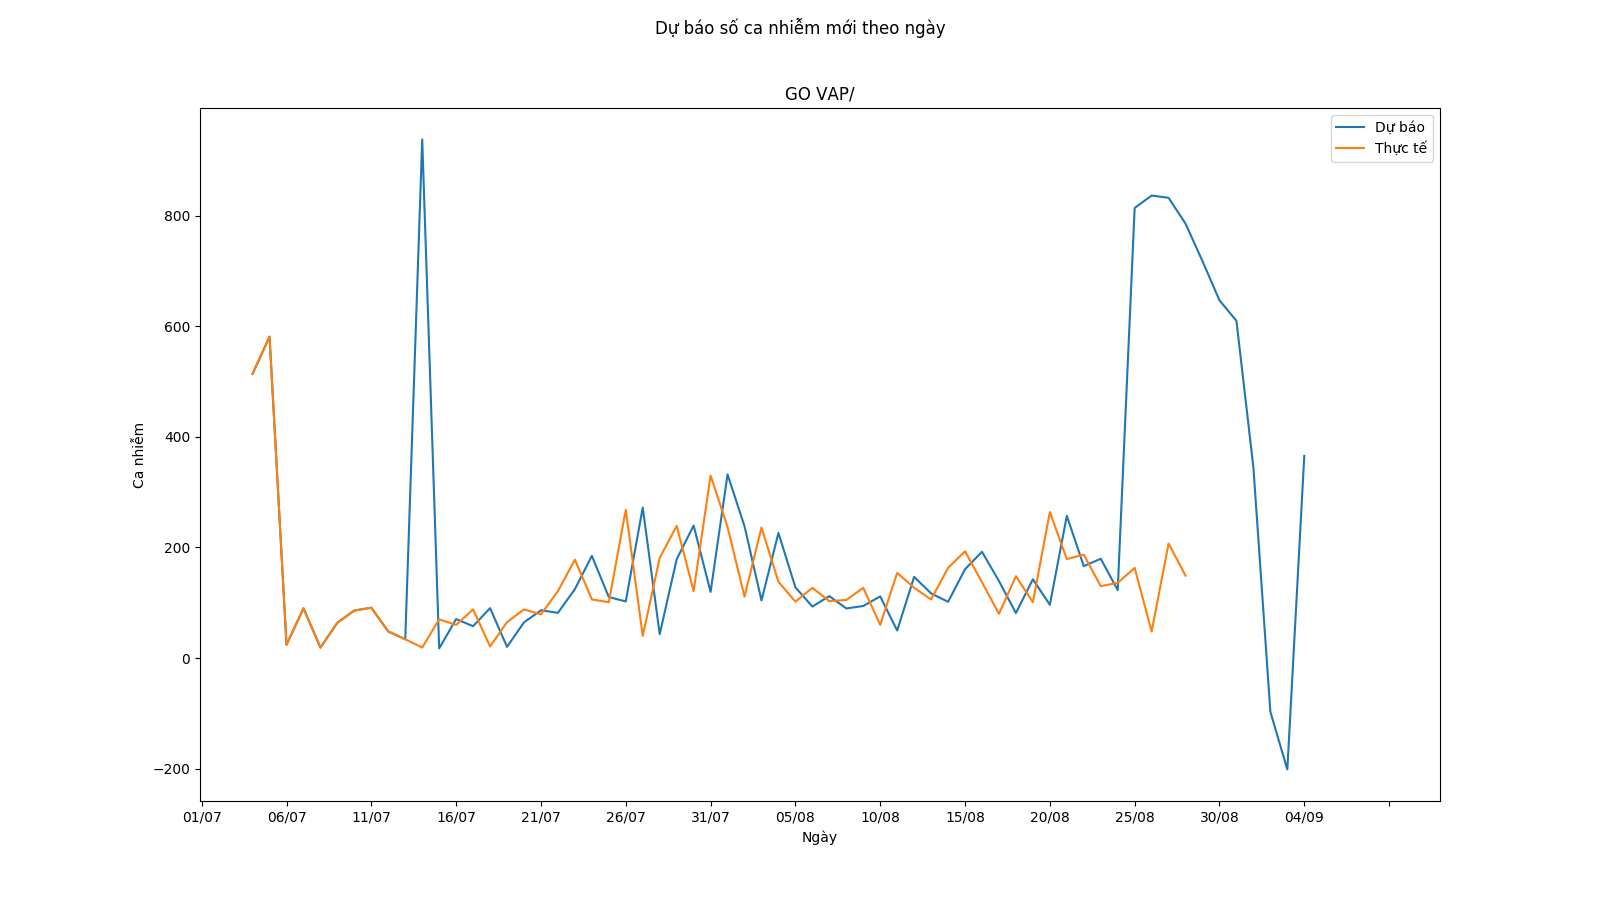 Dự báo số ca nhiễm mới theo ngày
GO VAP/
Dự báo
Thực tế
800
600
400
200
0
−200
Ca nhiễm
01/07 06/07 11/07 16/07 21/07 26/07 31/07 05/08 10/08 15/08 20/08 25/08 30/08 04/09
Ngày